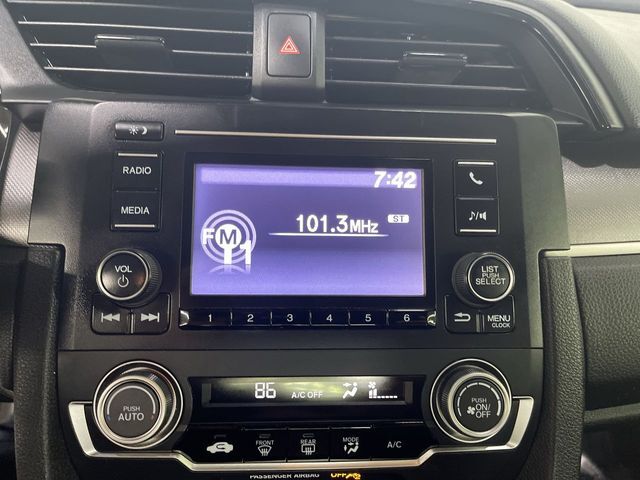 RADIO
MEDIA
7:42
FM1
101.3MHz
ST
VOL
LIST
PUSH
SELECT
1 2 3 4 5 6
MENU
CLOCK
86 A/C OFF
PUSH
AUTO
PUSH
ON/
OFF
FRONT
REAR
MODE
A/C
PASSENGER AIRBAG OFF